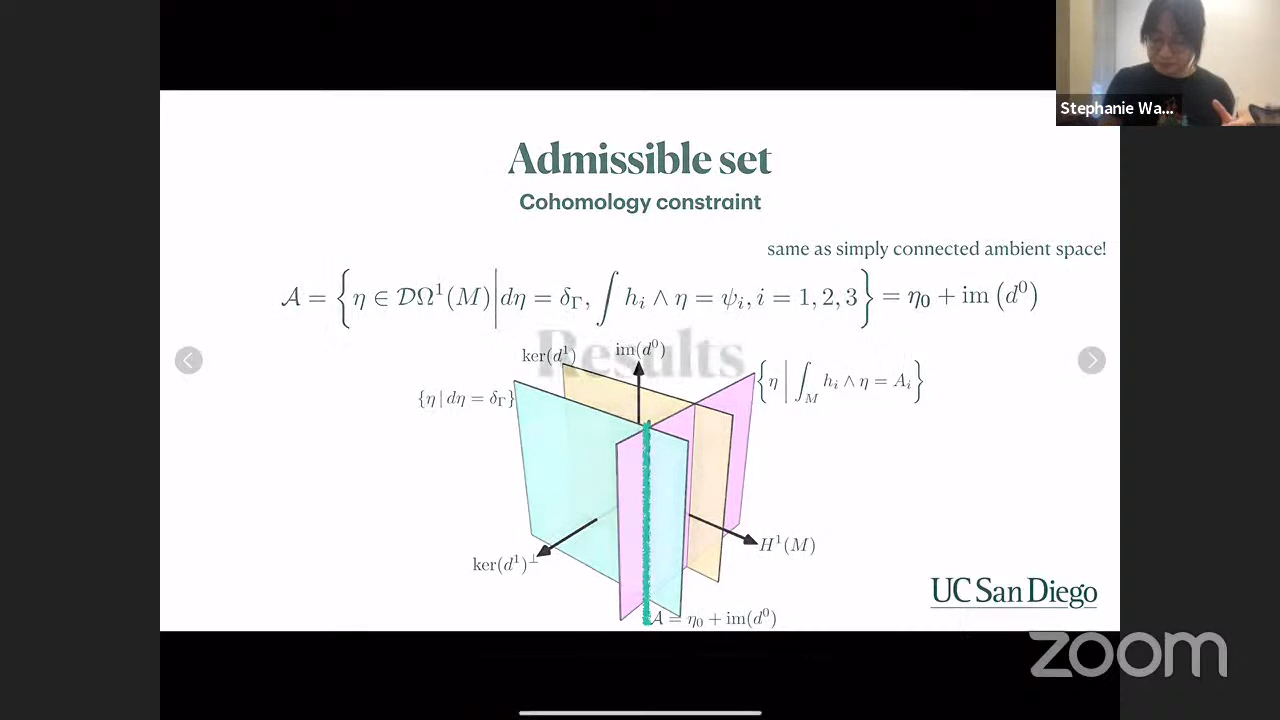 Stephanie Wa...
Admissible set
Cohomology constraint
same as simply connected ambient space!
𝒜 = { η ∈ 𝒟Ω¹(M) | dη = δ_Γ, ∫ h_i ∧ η = ψ_i, i = 1, 2, 3 } = η₀ + im (d⁰)
Results
ker(d¹)
im(d⁰)
{η | dη = δ_Γ}
{ η | ∫_M h_i ∧ η = A_i }
H¹(M)
ker(d¹)^⊥
𝒜 = η₀ + im(d⁰)
UC San Diego
zoom